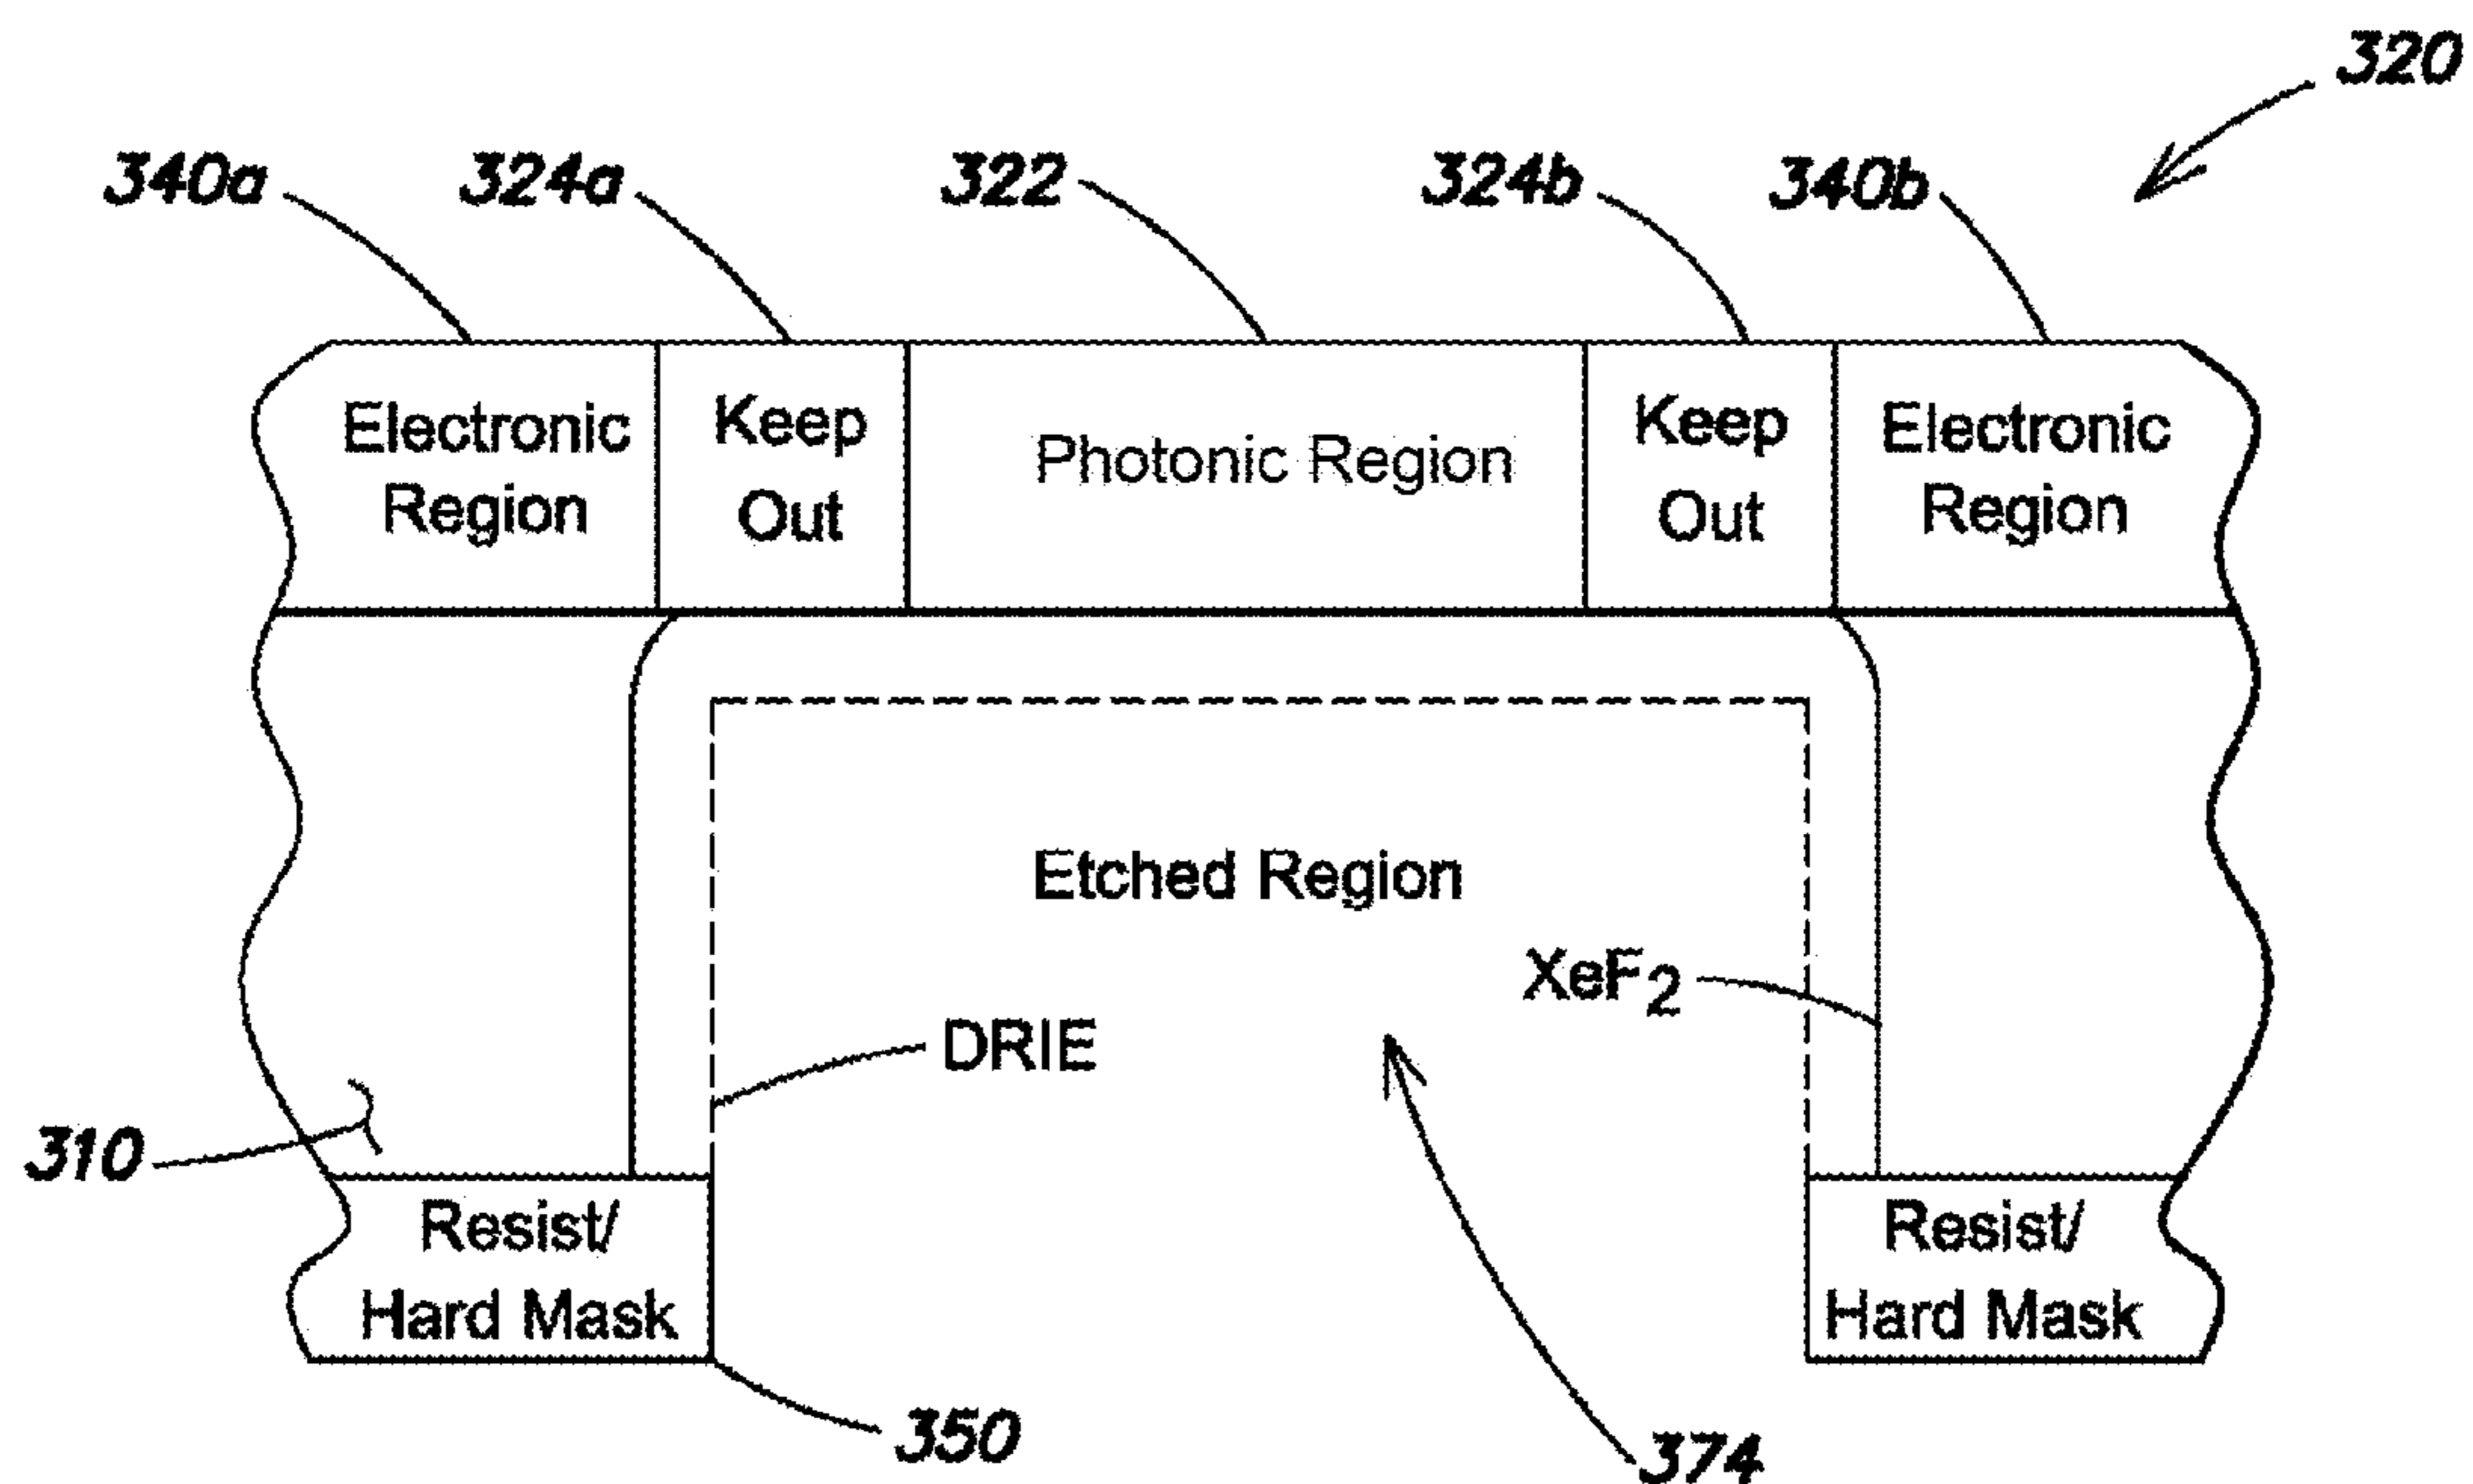 320
340a
324a
322
324b
340b
Electronic
Region
Keep
Out
Photonic Region
Keep
Out
Electronic
Region
Etched Region
XeF2
DRIE
310
Resist/
Hard Mask
Resist/
Hard Mask
350
374